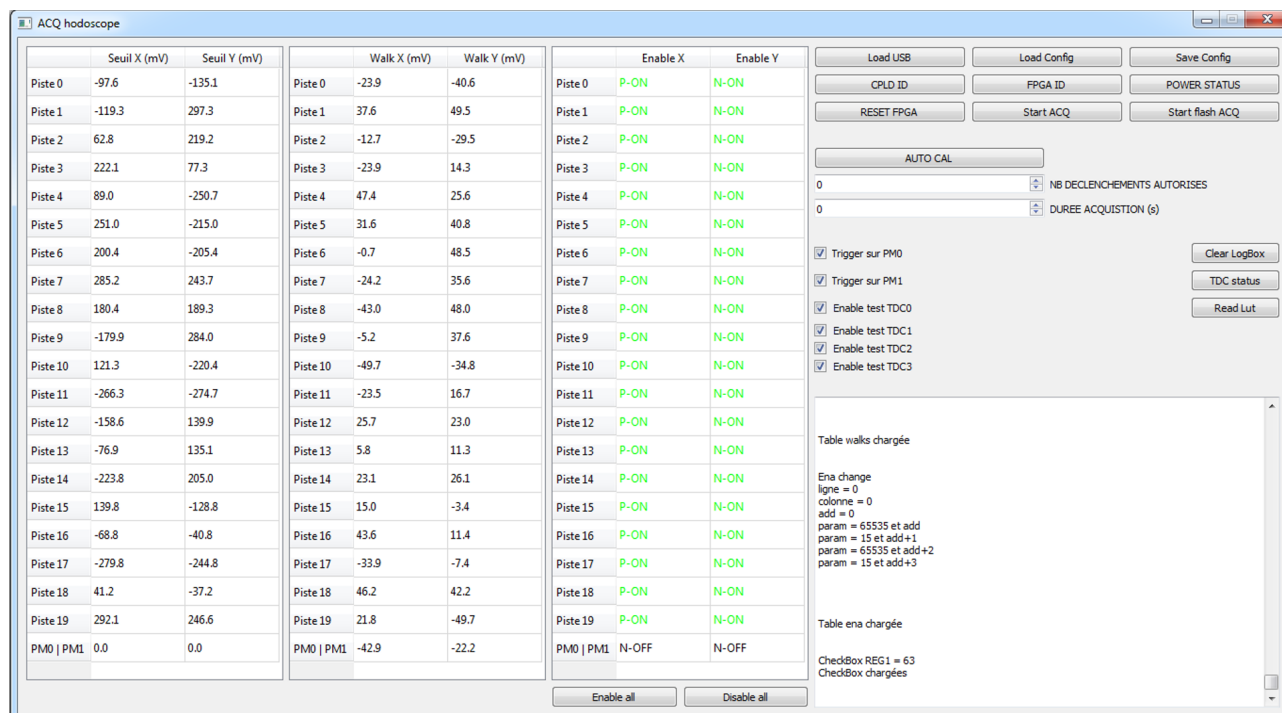 ACQ hodoscope
Seuil X (mV) Seuil Y (mV)
Piste 0 -97.6 -135.1
Piste 1 -119.3 297.3
Piste 2 62.8 219.2
Piste 3 222.1 77.3
Piste 4 89.0 -250.7
Piste 5 251.0 -215.0
Piste 6 200.4 -205.4
Piste 7 285.2 243.7
Piste 8 180.4 189.3
Piste 9 -179.9 284.0
Piste 10 121.3 -220.4
Piste 11 -266.3 -274.7
Piste 12 -158.6 139.9
Piste 13 -76.9 135.1
Piste 14 -223.8 205.0
Piste 15 139.8 -128.8
Piste 16 -68.8 -40.8
Piste 17 -279.8 -244.8
Piste 18 41.2 -37.2
Piste 19 292.1 246.6
PM0 | PM1 0.0 0.0
Walk X (mV) Walk Y (mV)
Piste 0 -23.9 -40.6
Piste 1 37.6 49.5
Piste 2 -12.7 -29.5
Piste 3 -23.9 14.3
Piste 4 47.4 25.6
Piste 5 31.6 40.8
Piste 6 -0.7 48.5
Piste 7 -24.2 35.6
Piste 8 -43.0 48.0
Piste 9 -5.2 37.6
Piste 10 -49.7 -34.8
Piste 11 -23.5 16.7
Piste 12 25.7 23.0
Piste 13 5.8 11.3
Piste 14 23.1 26.1
Piste 15 15.0 -3.4
Piste 16 43.6 11.4
Piste 17 -33.9 -7.4
Piste 18 46.2 42.2
Piste 19 21.8 -49.7
PM0 | PM1 -42.9 -22.2
Enable X Enable Y
Piste 0 P-ON N-ON
Piste 1 P-ON N-ON
Piste 2 P-ON N-ON
Piste 3 P-ON N-ON
Piste 4 P-ON N-ON
Piste 5 P-ON N-ON
Piste 6 P-ON N-ON
Piste 7 P-ON N-ON
Piste 8 P-ON N-ON
Piste 9 P-ON N-ON
Piste 10 P-ON N-ON
Piste 11 P-ON N-ON
Piste 12 P-ON N-ON
Piste 13 P-ON N-ON
Piste 14 P-ON N-ON
Piste 15 P-ON N-ON
Piste 16 P-ON N-ON
Piste 17 P-ON N-ON
Piste 18 P-ON N-ON
Piste 19 P-ON N-ON
PM0 | PM1 N-OFF N-OFF
Enable all Disable all
Load USB Load Config Save Config
CPLD ID FPGA ID POWER STATUS
RESET FPGA Start ACQ Start flash ACQ
AUTO CAL
0 NB DECLENCHEMENTS AUTORISES
0 DUREE ACQUISTION (s)
Trigger sur PM0 Clear LogBox
Trigger sur PM1 TDC status
Enable test TDC0 Read Lut
Enable test TDC1
Enable test TDC2
Enable test TDC3
Table walks chargée
Ena change
ligne = 0
colonne = 0
add = 0
param = 65535 et add
param = 15 et add+1
param = 65535 et add+2
param = 15 et add+3
Table ena chargée
CheckBox REG1 = 63
CheckBox chargées